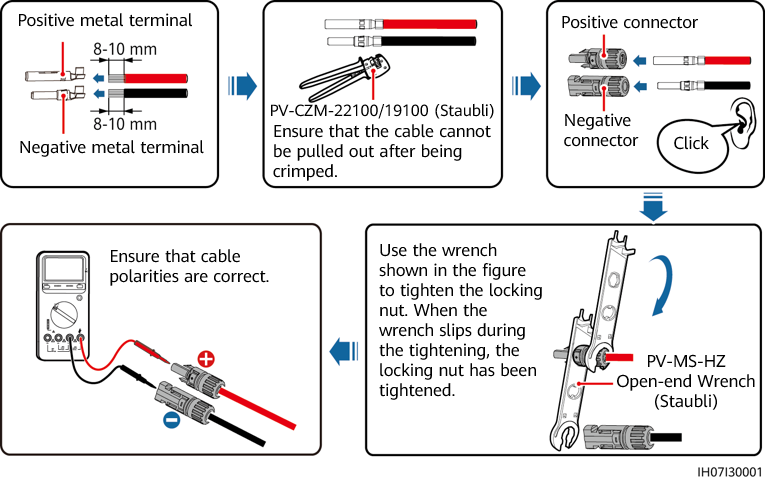 Positive metal terminal
8-10 mm
8-10 mm
Negative metal terminal
PV-CZM-22100/19100 (Staubli)
Ensure that the cable cannot
be pulled out after being
crimped.
Positive connector
Negative
connector
Click
Use the wrench
shown in the figure
to tighten the locking
nut. When the
wrench slips during
the tightening, the
locking nut has been
tightened.
PV-MS-HZ
Open-end Wrench
(Staubli)
Ensure that cable
polarities are correct.
IH07I30001